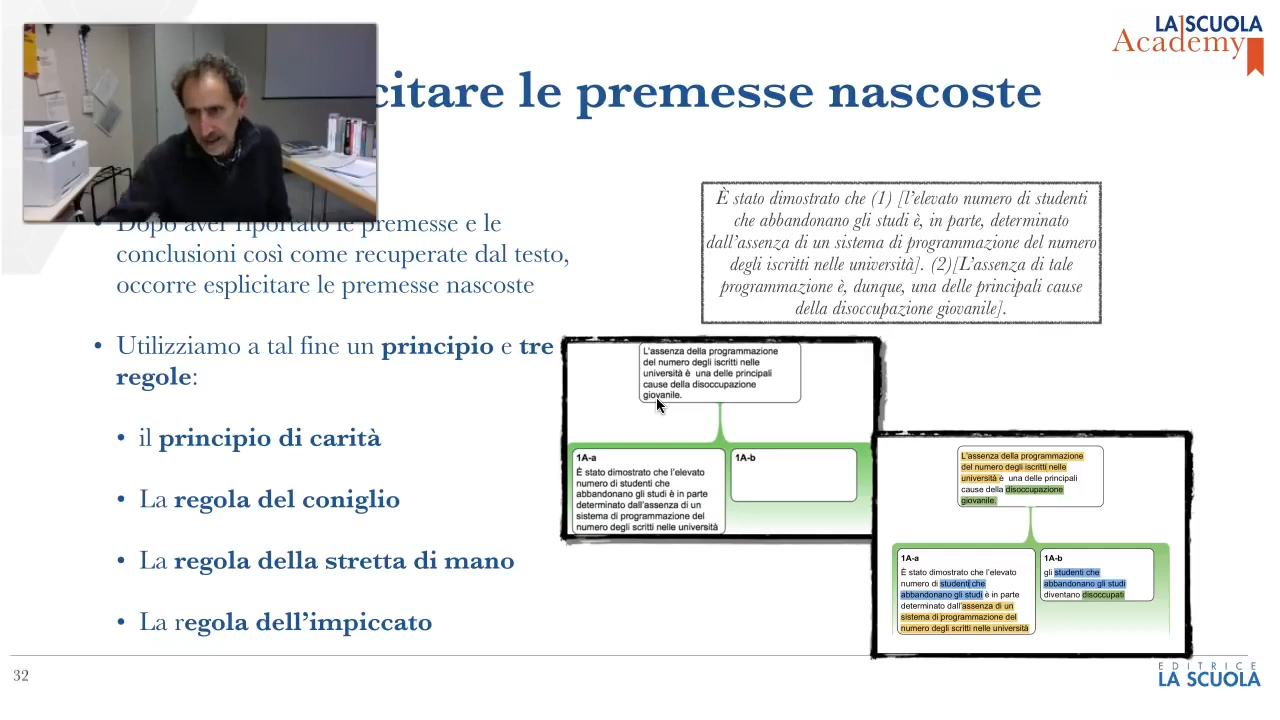 LA SCUOLA
Academy
citare le premesse nascoste
• Dopo aver riportato le premesse e le
conclusioni così come recuperate dal testo,
occorre esplicitare le premesse nascoste
• Utilizziamo a tal fine un principio e tre
regole:
• il principio di carità
• La regola del coniglio
• La regola della stretta di mano
• La regola dell'impiccato
È stato dimostrato che (1) [l'elevato numero di studenti
che abbandonano gli studi è, in parte, determinato
dall'assenza di un sistema di programmazione del numero
degli iscritti nelle università]. (2)[L'assenza di tale
programmazione è, dunque, una delle principali cause
della disoccupazione giovanile].
L'assenza della programmazione
del numero degli iscritti nelle
università è una delle principali
cause della disoccupazione
giovanile.
1A-a
È stato dimostrato che l'elevato
numero di studenti che
abbandonano gli studi è in parte
determinato dall'assenza di un
sistema di programmazione del
numero degli scritti nelle università
1A-b
L'assenza della programmazione
del numero degli iscritti nelle
università è una delle principali
cause della disoccupazione
giovanile.
1A-a
È stato dimostrato che l'elevato
numero di studenti che
abbandonano gli studi è in parte
determinato dall'assenza di un
sistema di programmazione del
numero degli scritti nelle università
1A-b
gli studenti che
abbandonano gli studi
diventano disoccupati
32
EDITRICE
LA SCUOLA